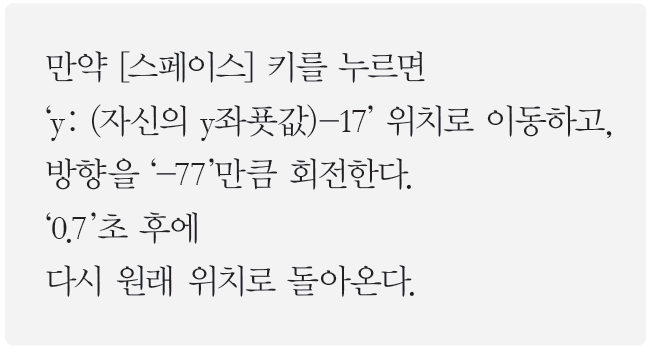 만약 [스페이스] 키를 누르면
‘y: (자신의 y좌푯값)−17’ 위치로 이동하고,
방향을 ‘−77’만큼 회전한다.
‘0.7’초 후에
다시 원래 위치로 돌아온다.